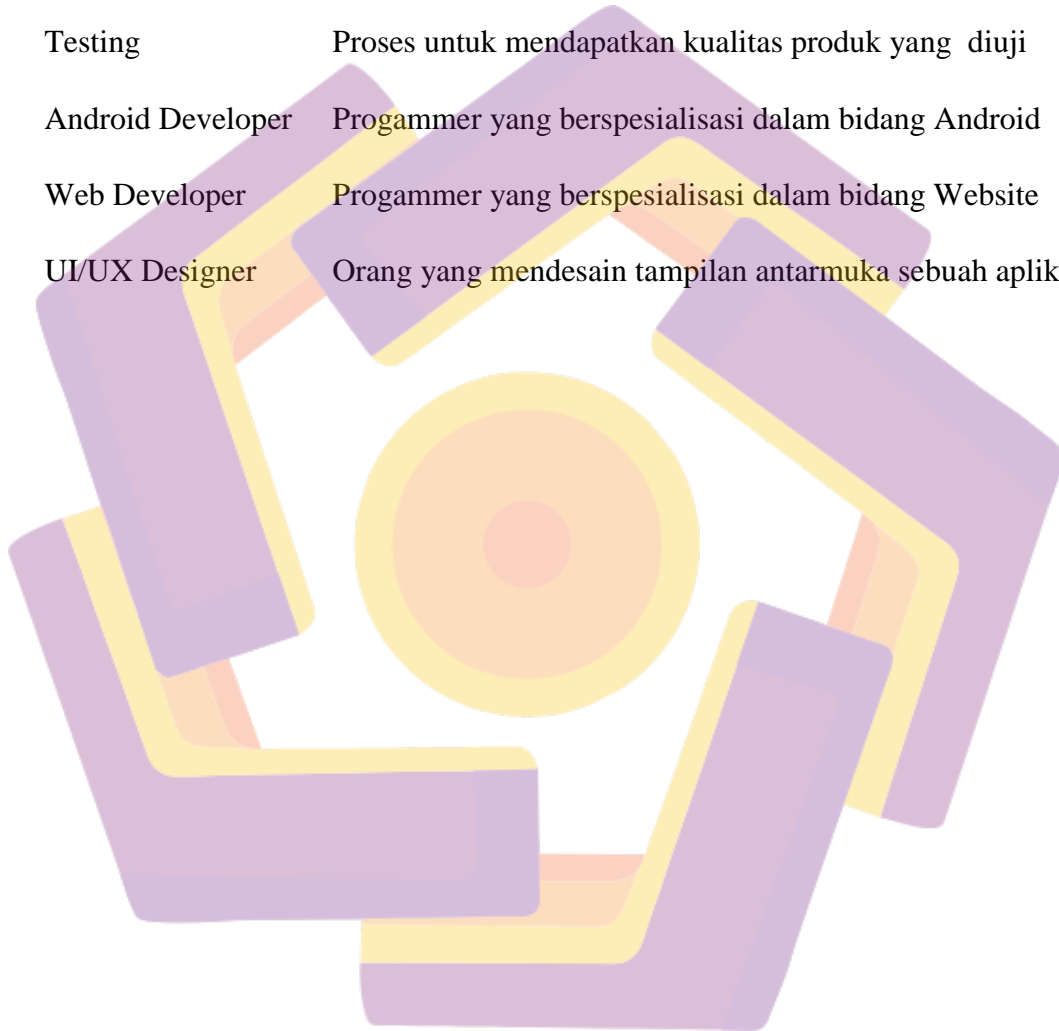 Testing Proses untuk mendapatkan kualitas produk yang  diuji
Android Developer Progammer yang berspesialisasi dalam bidang Android
Web Developer Progammer yang berspesialisasi dalam bidang Website
UI/UX Designer Orang yang mendesain tampilan antarmuka sebuah